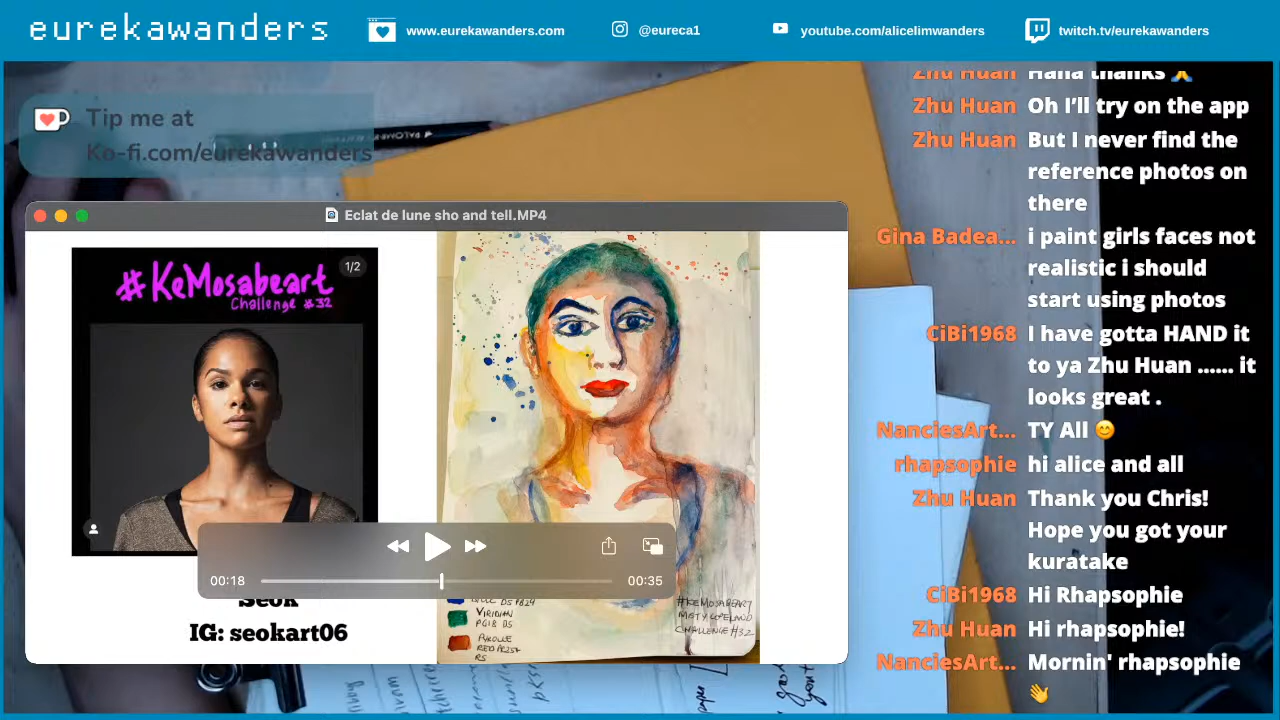 eurekawanders
www.eurekawanders.com
@eureca1
youtube.com/alicelimwanders
twitch.tv/eurekawanders
Tip me at
Ko-fi.com/eurekawanders
Eclat de lune sho and tell.MP4
#KeMosabeart
Challenge #32
1/2
00:18
00:35
Seok
IG: seokart06
VIRIDIAN
PG18 DS
#KEMOSABEART
MISTY COPELAND
CHALLENGE #32
Zhu Huan Haha thanks 🙏
Zhu Huan Oh I’ll try on the app
Zhu Huan But I never find the
reference photos on
there
Gina Badea... i paint girls faces not
realistic i should
start using photos
CiBi1968 I have gotta HAND it
to ya Zhu Huan ...... it
looks great .
NanciesArt... TY All 😊
rhapsophie hi alice and all
Zhu Huan Thank you Chris!
Hope you got your
kuratake
CiBi1968 Hi Rhapsophie
Zhu Huan Hi rhapsophie!
NanciesArt... Mornin' rhapsophie
👋